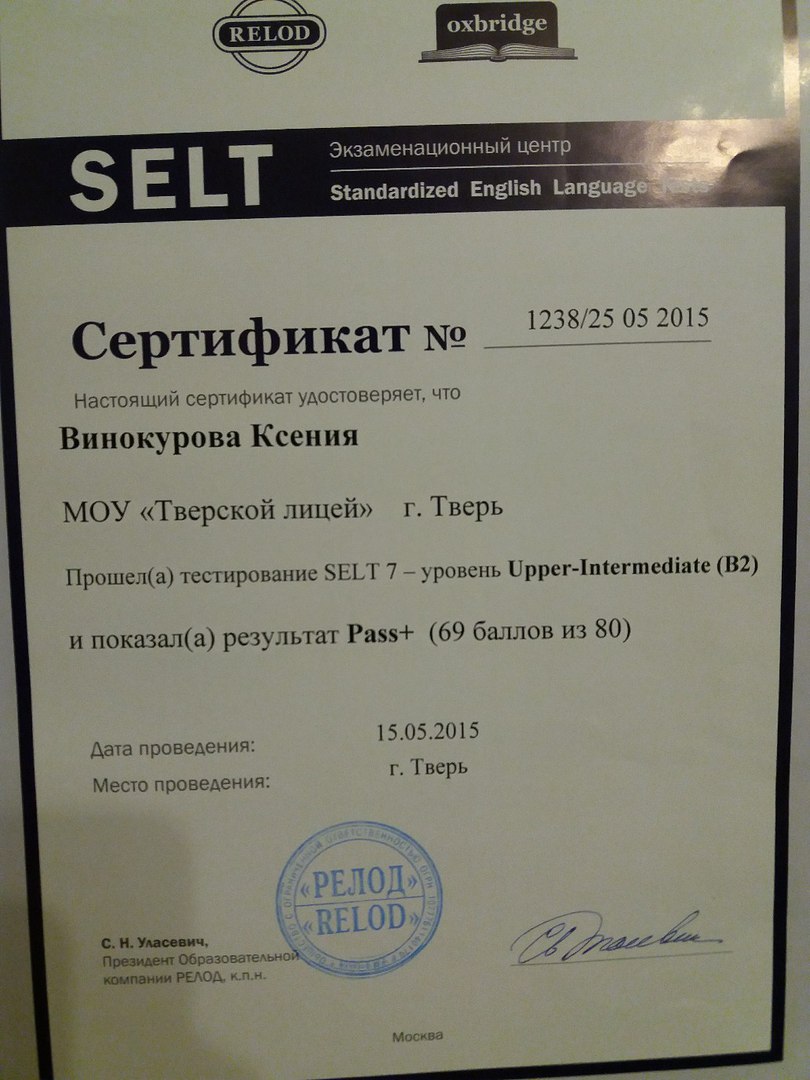 RELOD
oxbridge
SELT
Экзаменационный центр
Standardized English Language Tests
Сертификат № 1238/25 05 2015
Настоящий сертификат удостоверяет, что
Винокурова Ксения
МОУ «Тверской лицей» г. Тверь
Прошел(а) тестирование SELT 7 – уровень Upper-Intermediate (B2)
и показал(а) результат Pass+ (69 баллов из 80)
Дата проведения: 15.05.2015
Место проведения: г. Тверь
«РЕЛОД»
«RELOD»
С. Н. Уласевич,
Президент Образовательной
компании РЕЛОД, к.п.н.
Москва